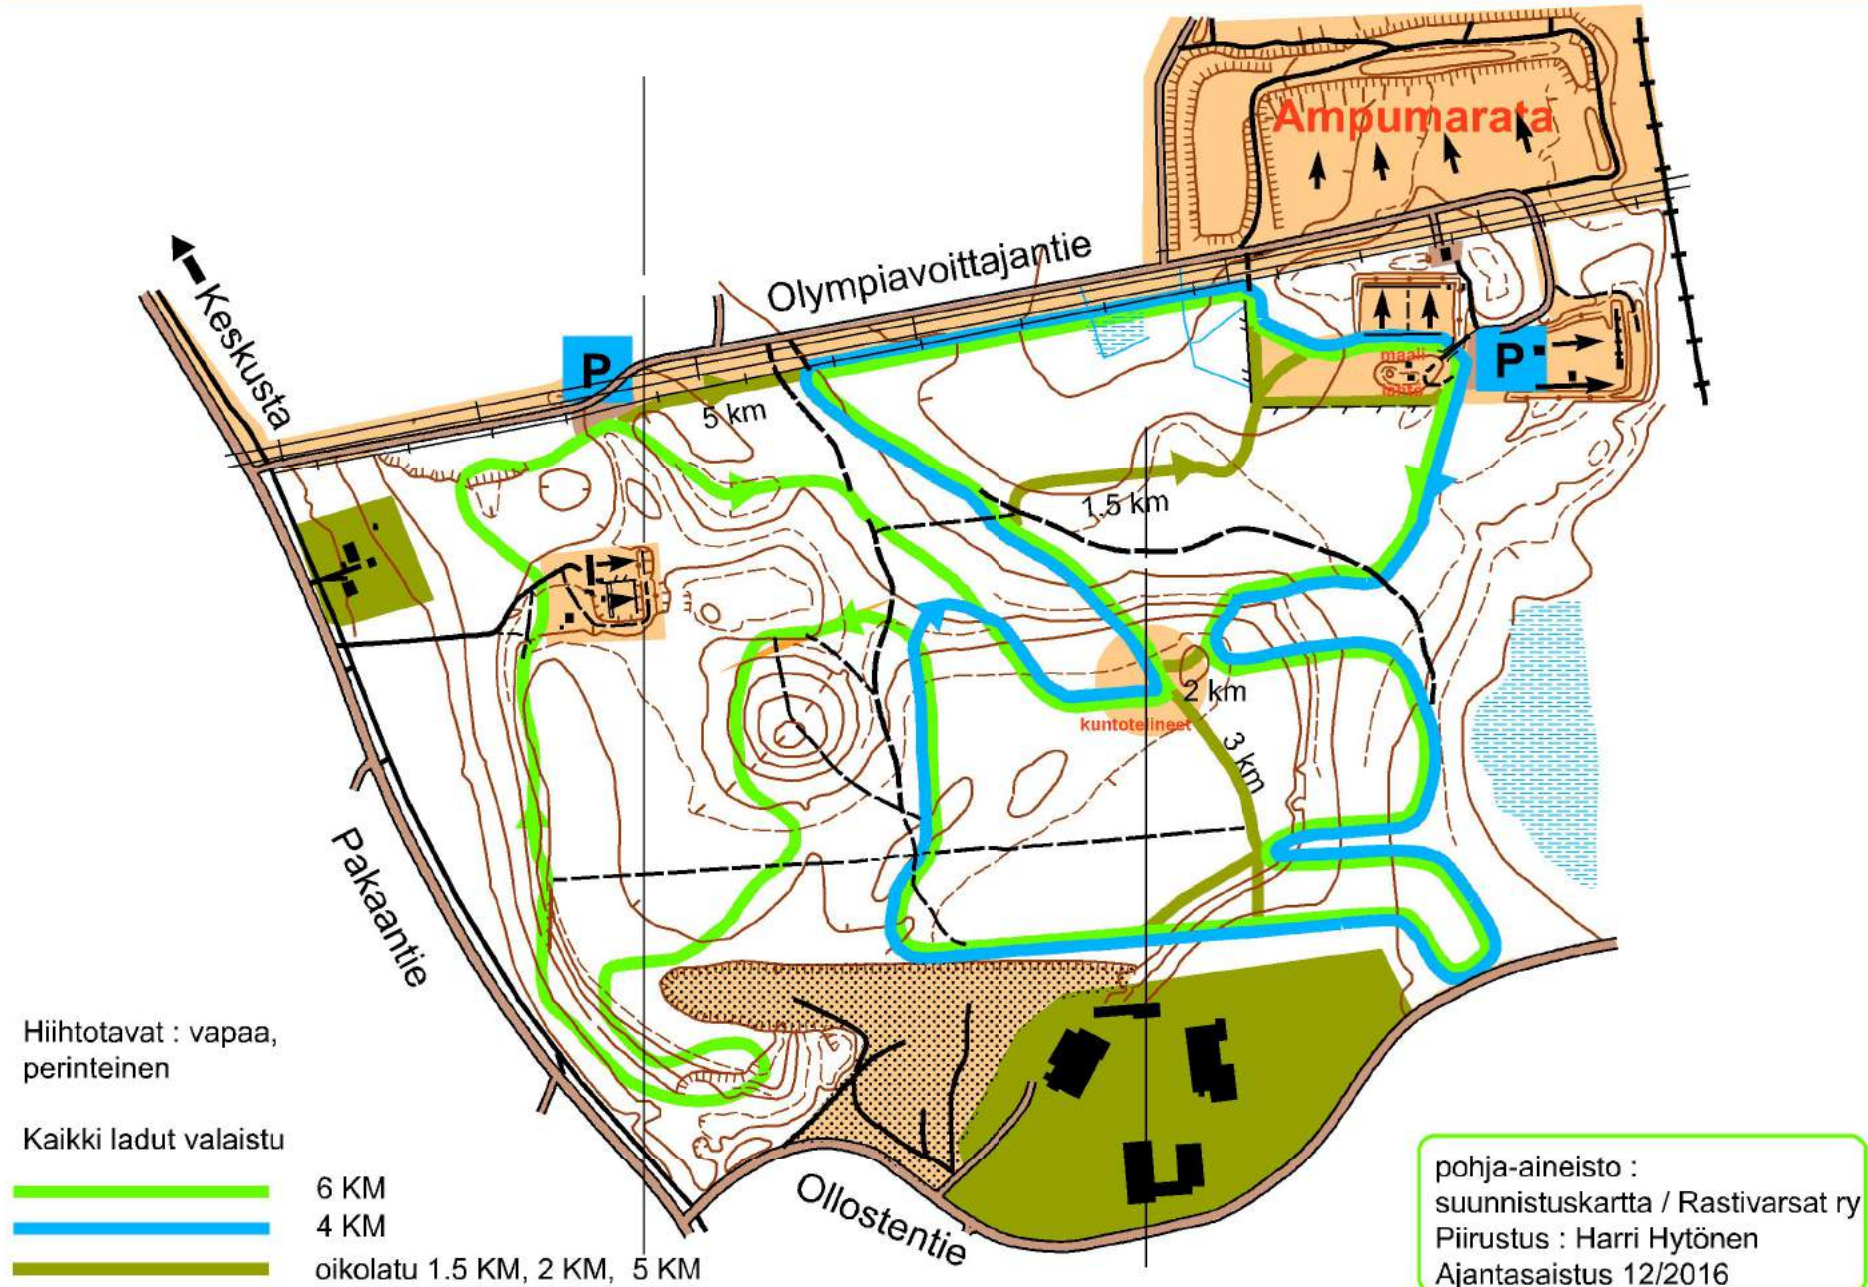 Ampumarata
Keskusta
Olympiavoittajantie
P
P
maali
lähtö
5 km
1.5 km
2 km
kuntotelineet
3 km
Pakaantie
Ollostentie
Hiihtotavat : vapaa,
perinteinen
Kaikki ladut valaistu
6 KM
4 KM
oikolatu 1.5 KM, 2 KM, 5 KM
pohja-aineisto :
suunnistuskartta / Rastivarsat ry
Piirustus : Harri Hytönen
Ajantasaistus 12/2016